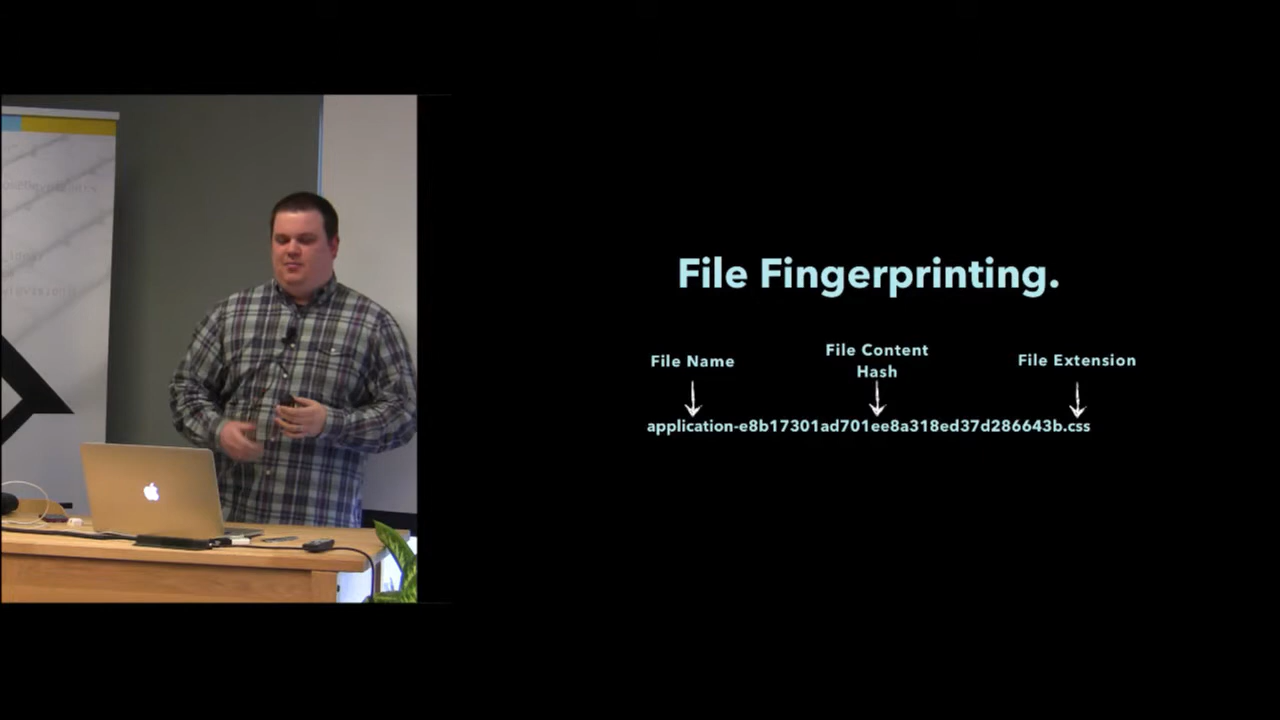 File Fingerprinting.
File Name
File Content
Hash
File Extension
application-e8b17301ad701ee8a318ed37d286643b.css